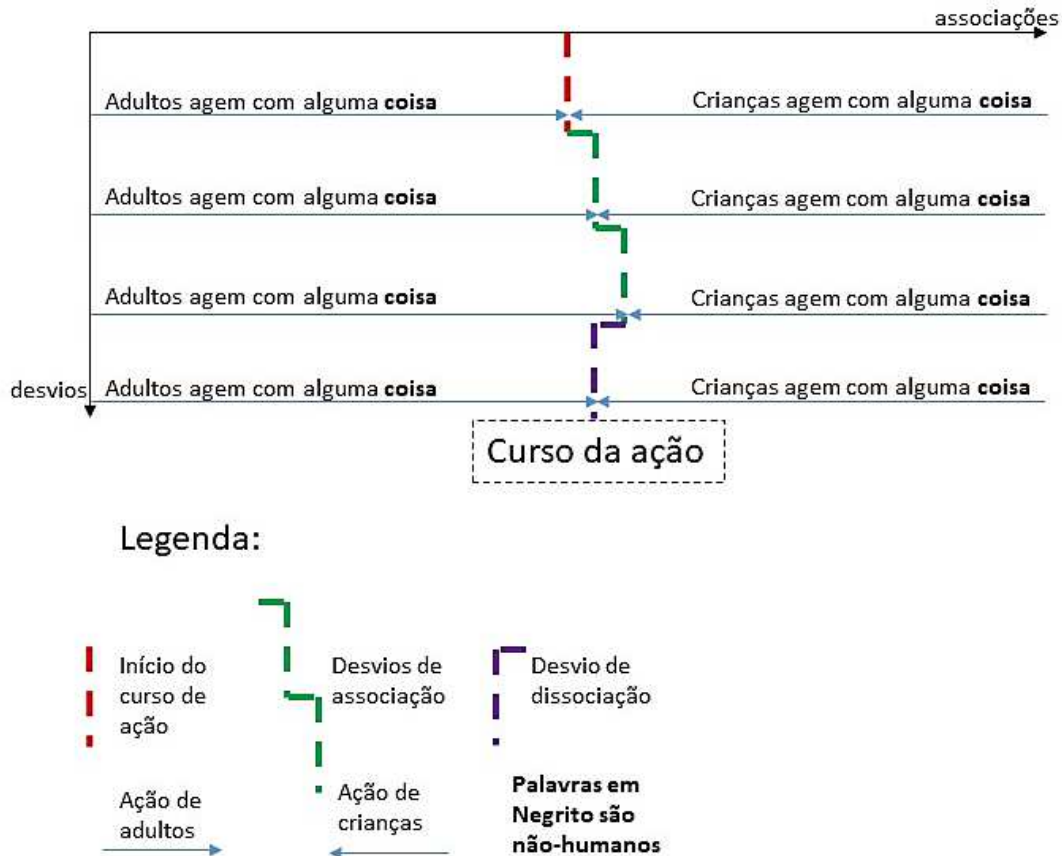 associações
Adultos agem com alguma coisa
Crianças agem com alguma coisa
Adultos agem com alguma coisa
Crianças agem com alguma coisa
Adultos agem com alguma coisa
Crianças agem com alguma coisa
desvios
Adultos agem com alguma coisa
Crianças agem com alguma coisa
Curso da ação
Legenda:
Início do
curso de
ação
Desvios de
associação
Desvio de
dissociação
Ação de
adultos
Ação de
crianças
Palavras em
Negrito são
não-humanos